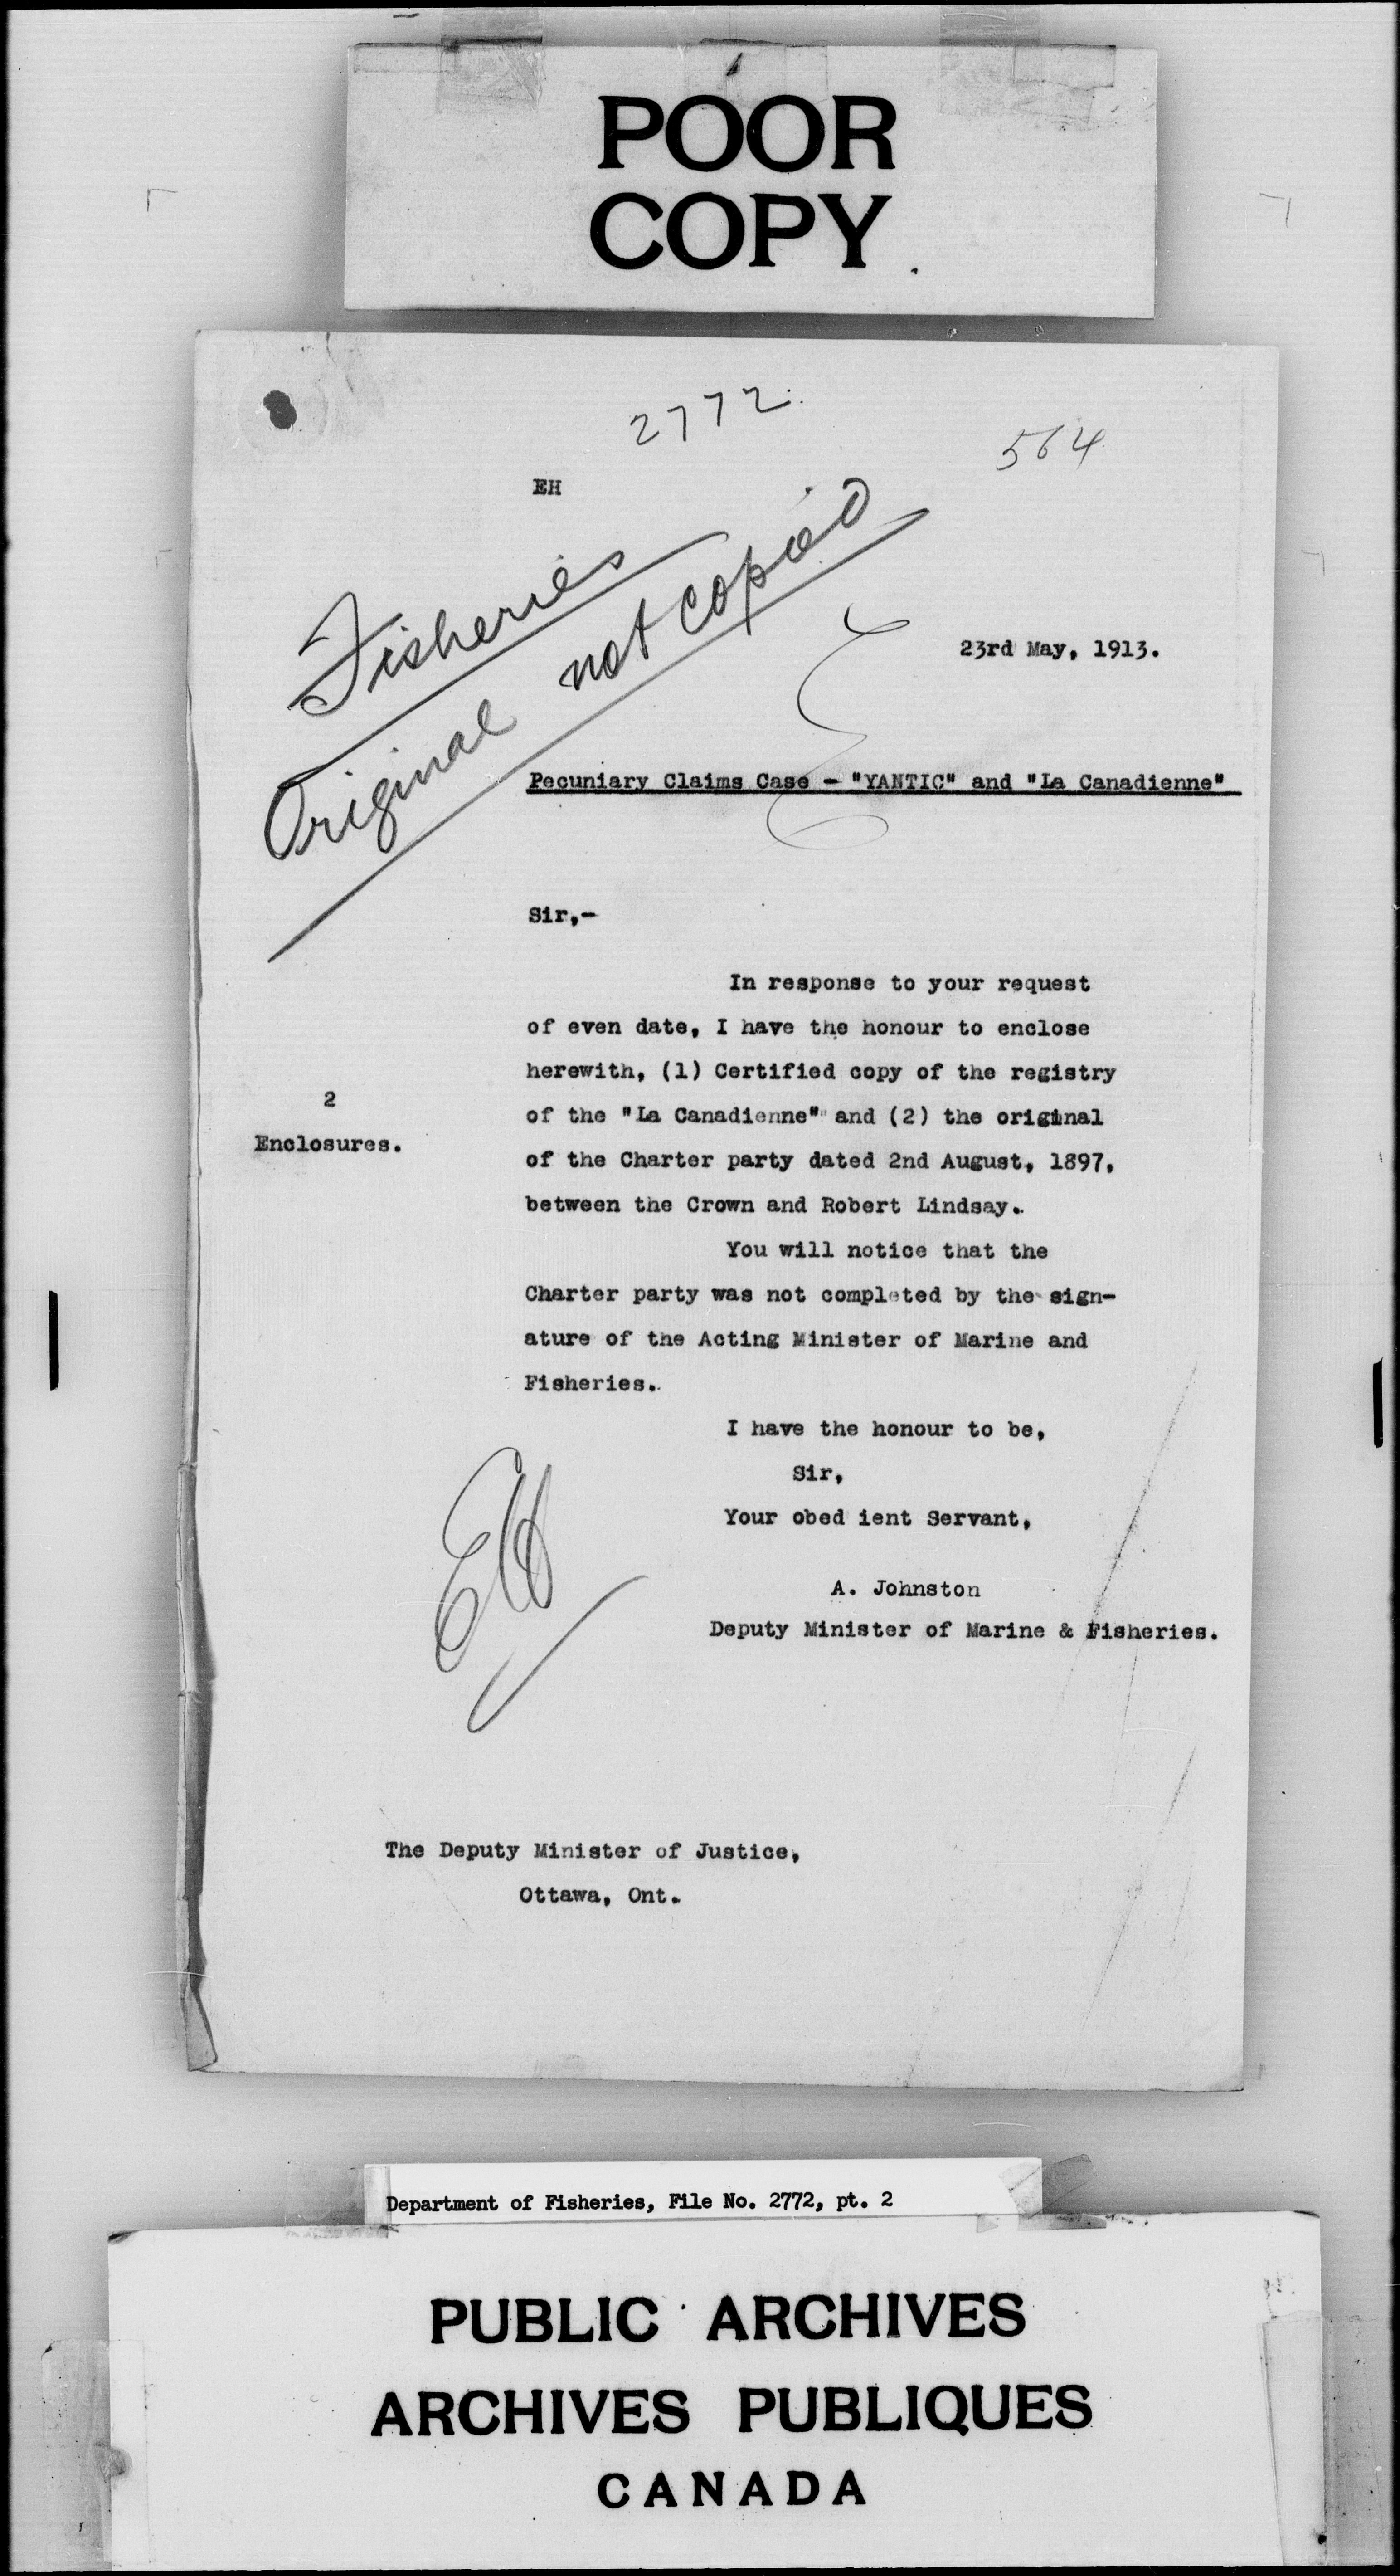 POOR
COPY
2772.
564
EH
Fisheries
Original not copied
23rd May, 1913.
Pecuniary Claims Case - "YANTIC" and "La Canadienne"
Sir,-
In response to your request
of even date, I have the honour to enclose
herewith, (1) Certified copy of the registry
of the "La Canadienne" and (2) the original
of the Charter party dated 2nd August, 1897,
between the Crown and Robert Lindsay.
2
Enclosures.
You will notice that the
Charter party was not completed by the sign-
ature of the Acting Minister of Marine and
Fisheries.
I have the honour to be,
Sir,
Your obed ient Servant,
A. Johnston
Deputy Minister of Marine & Fisheries.
EH
The Deputy Minister of Justice,
Ottawa, Ont.
Department of Fisheries, File No. 2772, pt. 2
PUBLIC ARCHIVES
ARCHIVES PUBLIQUES
CANADA